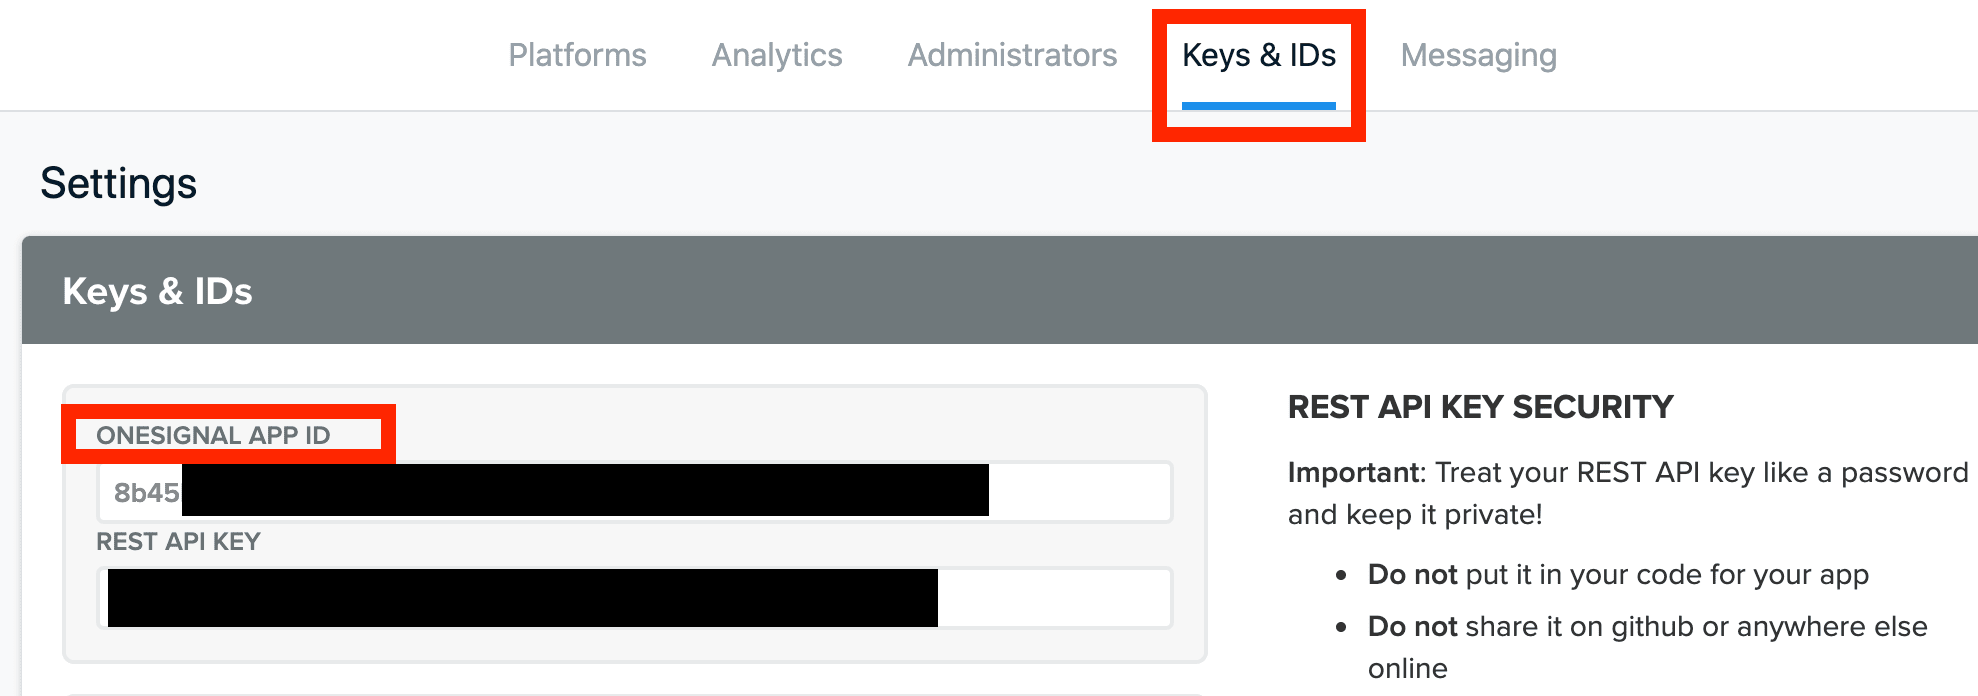 Platforms Analytics Administrators Keys & IDs Messaging
Settings
Keys & IDs
ONESIGNAL APP ID
8b45
REST API KEY
REST API KEY SECURITY
Important: Treat your REST API key like a password
and keep it private!
• Do not put it in your code for your app
• Do not share it on github or anywhere else
online